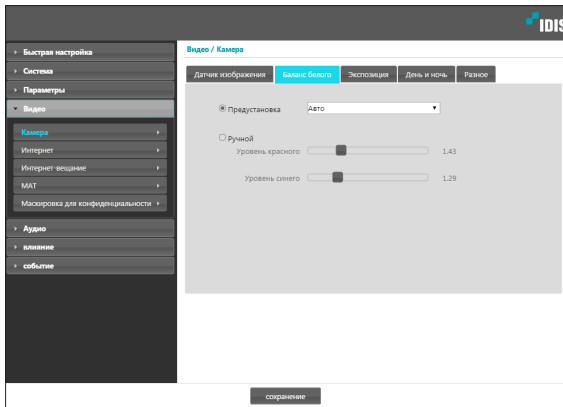 IDIS
Быстрая настройка
Система
Параметры
Видео
Камера
Интернет
Интернет-вещание
MAT
Маскировка для конфиденциальности
Аудио
влияние
событие
Видео / Камера
Датчик изображения Баланс белого Экспозиция День и ночь Разное
Предустановка Авто
Ручной
Уровень красного 1.43
Уровень синего 1.29
сохранение